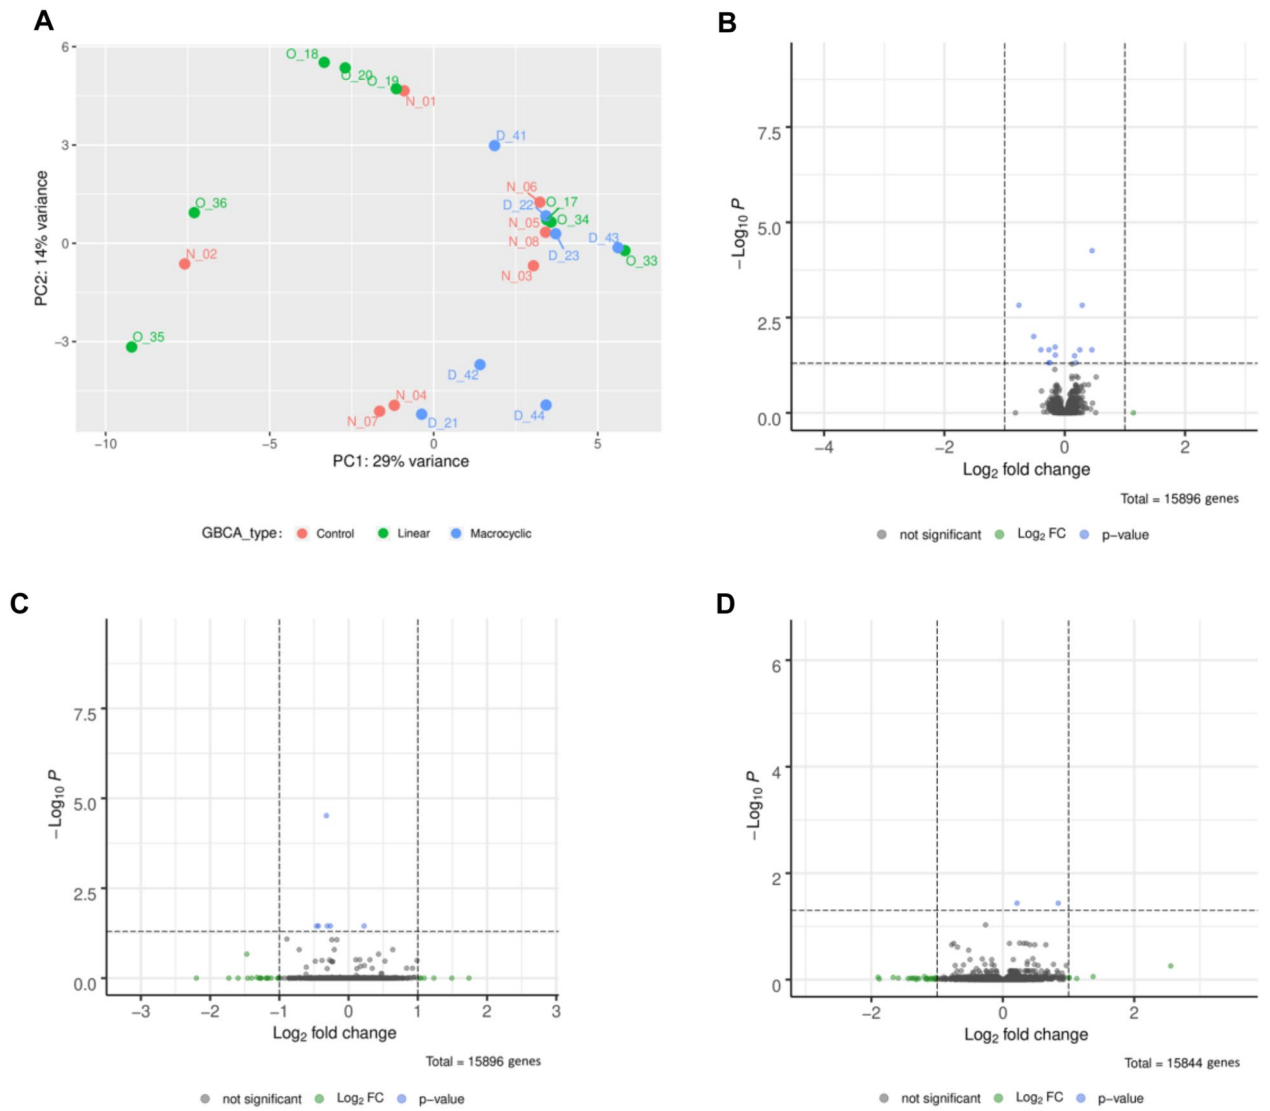 A
6
3
0
−3
−10
−5
0
5
PC2: 14% variance
PC1: 29% variance
O_18
O_20
O_19
N_01
D_41
N_06
O_17
D_22
O_34
N_05
N_08
D_23
D_43
O_33
N_03
O_36
N_02
O_35
D_42
N_04
N_07
D_21
D_44
GBCA_type:
Control
Linear
Macrocyclic
B
7.5
5.0
2.5
0.0
−Log10 P
−4
−2
0
2
Log2 fold change
Total = 15896 genes
not significant
Log2 FC
p-value
C
7.5
5.0
2.5
0.0
−Log10 P
−3
−2
−1
0
1
2
3
Log2 fold change
Total = 15896 genes
not significant
Log2 FC
p-value
D
6
4
2
0
−Log10 P
−2
0
2
Log2 fold change
Total = 15844 genes
not significant
Log2 FC
p-value